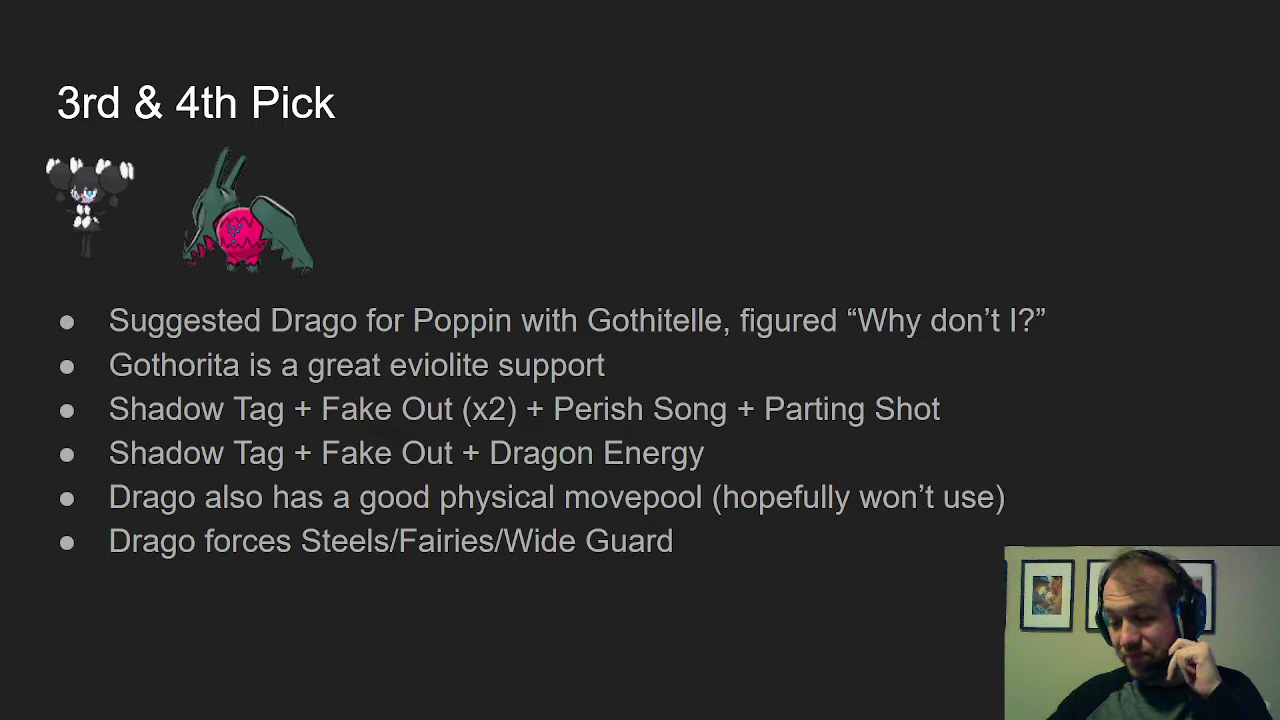 3rd & 4th Pick
● Suggested Drago for Poppin with Gothitelle, figured “Why don’t I?”
● Gothorita is a great eviolite support
● Shadow Tag + Fake Out (x2) + Perish Song + Parting Shot
● Shadow Tag + Fake Out + Dragon Energy
● Drago also has a good physical movepool (hopefully won’t use)
● Drago forces Steels/Fairies/Wide Guard